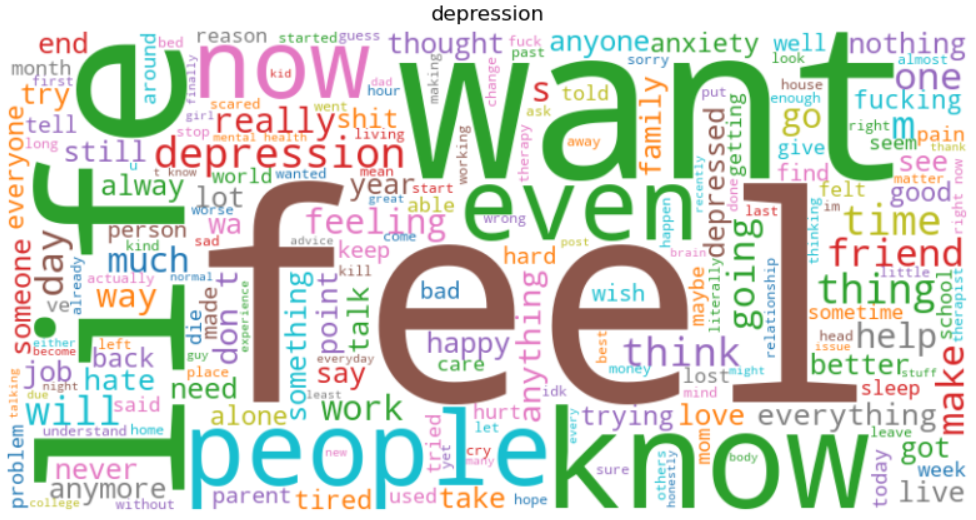 depression
end
reason
started
guess
thought
fuck
past
anyone
anxiety
well
look
nothing
almost
month
first
try
around
bed
finally
now
kid
dad
hour
making
change
sorry
house
one
life
want
everyone
tell
long
scared
girl
went
really
shit
s
told
ask
family
put
getting
go
enough
fucking
m
right
pain
thank
still
stop
mental health
living
depression
working
therapy
away
give
seem
see
u
t know
world
wanted
mean
year
start
even
depressed
done
recently
find
matter
right now
alway
lot
worse
great
able
wrong
happen
last
felt
im
good
person
wa
feeling
time
thinking
someone
day
kind
sad
advice
come
keep
hard
post
brain
friend
much
actually
normal
feel
ve
already
way
die
made
don
experience
something
point
kill
talk
bad
anything
wish
maybe
literally
going
relationship
thing
little
school
therapist
sometime
either
become
left
guy
place
everyday
happy
care
best
think
head
issue
help
back
job
night
hate
need
least
say
idk
money
lost
might
mind
better
stuff
sleep
make
talking
due
will
said
alone
work
hurt
trying
love
everything
problem
understand
home
people
tried
yet
let
cry
many
know
every
mom
leave
got
never
new
sure
others
honestly
body
today
week
anymore
college
without
parent
tired
used
take
hope
live